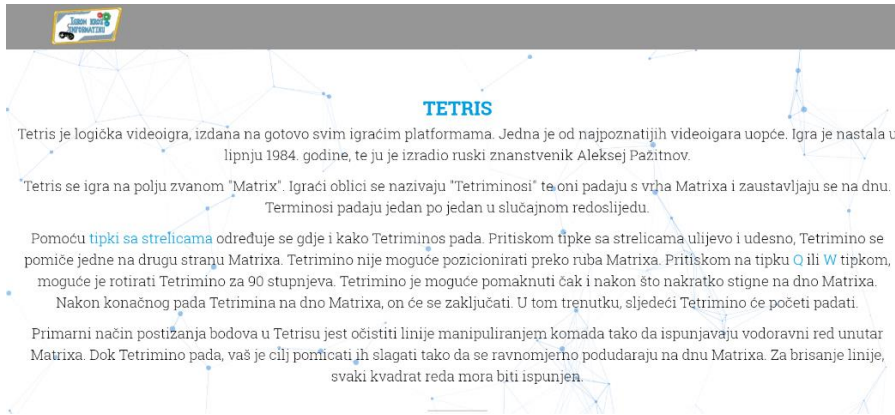 IGROM KROZ
INFORMATIKU
TETRIS
Tetris je logička videoigra, izdana na gotovo svim igraćim platformama. Jedna je od najpoznatijih videoigara uopće. Igra je nastala u
lipnju 1984. godine, te ju je izradio ruski znanstvenik Aleksej Pažitnov.
Tetris se igra na polju zvanom "Matrix". Igraći oblici se nazivaju "Tetriminosi" te oni padaju s vrha Matrixa i zaustavljaju se na dnu.
Terminosi padaju jedan po jedan u slučajnom redoslijedu.
Pomoću tipki sa strelicama određuje se gdje i kako Tetriminos pada. Pritiskom tipke sa strelicama ulijevo i udesno, Tetrimino se
pomiče jedne na drugu stranu Matrixa. Tetrimino nije moguće pozicionirati preko ruba Matrixa. Pritiskom na tipku Q ili W tipkom,
moguće je rotirati Tetrimino za 90 stupnjeva. Tetrimino je moguće pomaknuti čak i nakon što nakratko stigne na dno Matrixa.
Nakon konačnog pada Tetrimina na dno Matrixa, on će se zaključati. U tom trenutku, sljedeći Tetrimino će početi padati.
Primarni način postizanja bodova u Tetrisu jest očistiti linije manipuliranjem komada tako da ispunjavaju vodoravni red unutar
Matrixa. Dok Tetrimino pada, vaš je cilj pomicati ih slagati tako da se ravnomjerno podudaraju na dnu Matrixa. Za brisanje linije,
svaki kvadrat reda mora biti ispunjen.